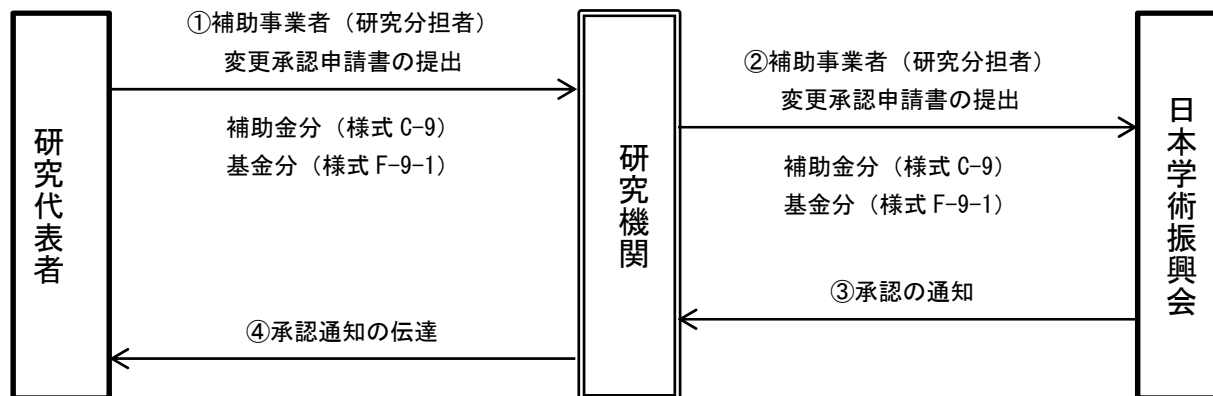 研究代表者
①補助事業者（研究分担者）
変更承認申請書の提出
補助金分（様式 C-9）
基金分（様式 F-9-1）
④承認通知の伝達
研究機関
②補助事業者（研究分担者）
変更承認申請書の提出
補助金分（様式 C-9）
基金分（様式 F-9-1）
③承認の通知
日本学術振興会